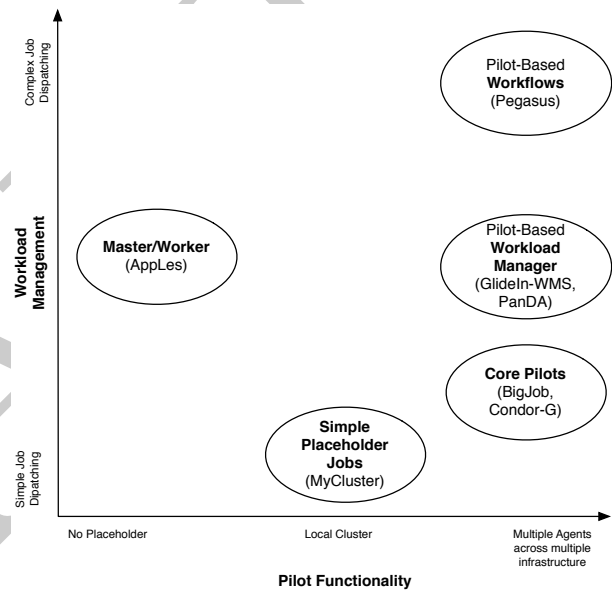 Complex Job
Dispatching
Pilot-Based
Workflows
(Pegasus)
Workload
Management
Master/Worker
(AppLes)
Pilot-Based
Workload
Manager
(GlideIn-WMS,
PanDA)
Core Pilots
(BigJob,
Condor-G)
Simple
Placeholder
Jobs
(MyCluster)
Simple Job
Dipatching
No Placeholder
Local Cluster
Multiple Agents
across multiple
infrastructure
Pilot Functionality